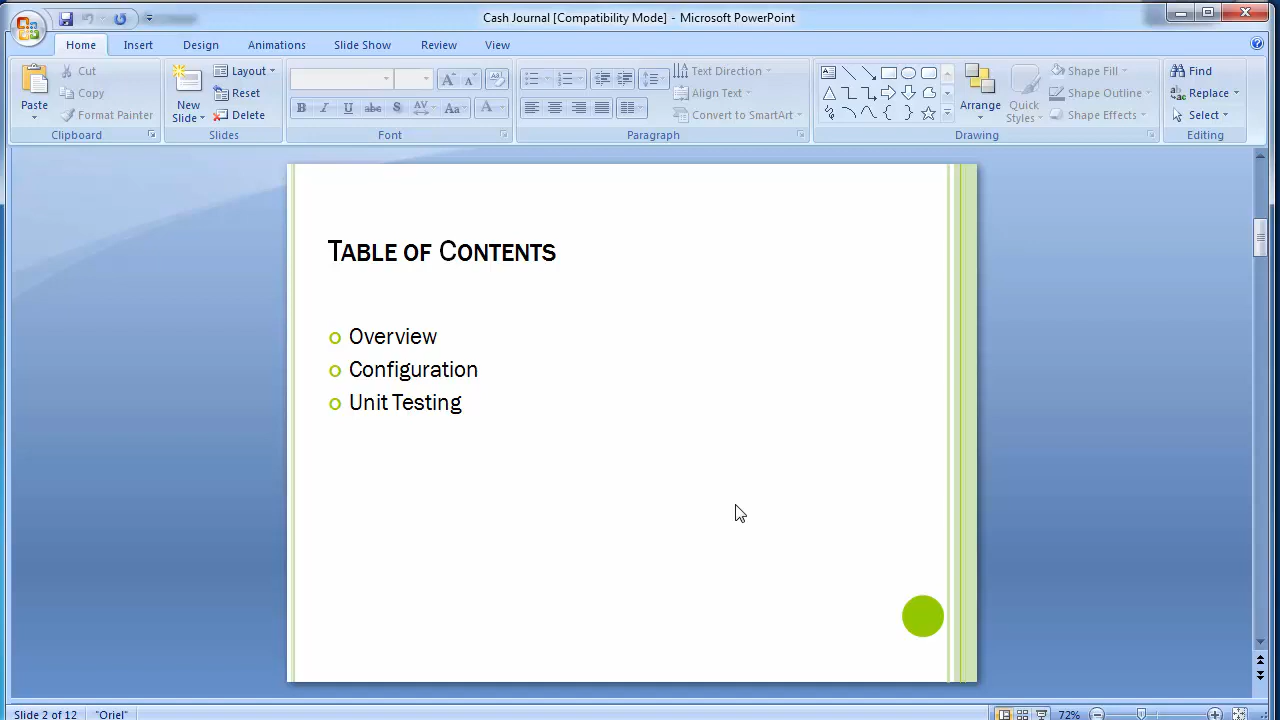 Cash Journal [Compatibility Mode] - Microsoft PowerPoint
Home Insert Design Animations Slide Show Review View
Paste
Cut
Copy
Format Painter
Clipboard
New Slide
Layout
Reset
Delete
Slides
B I U abc S AV Aa A
Font
Text Direction
Align Text
Convert to SmartArt
Paragraph
Arrange
Quick Styles
Shape Fill
Shape Outline
Shape Effects
Drawing
Find
Replace
Select
Editing
TABLE OF CONTENTS
Overview
Configuration
Unit Testing
Slide 2 of 12 "Oriel" 72%